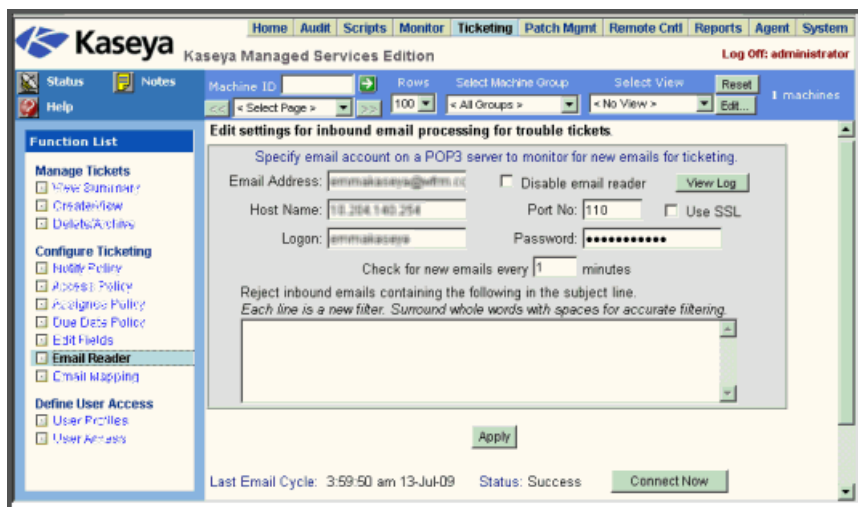 Home Audit Scripts Monitor Ticketing Patch Mgmt Remote Cntl Reports Agent System
Kaseya Kaseya Managed Services Edition Log Off: administrator
Status Notes
Help
Machine ID Rows Select Machine Group Select View Reset
<< < Select Page > >> 100 < All Groups > < No View > Edit... 1 machines
Function List
Manage Tickets
View Summary
Create/View
Delete/Archive
Configure Ticketing
Notify Policy
Access Policy
Assignee Policy
Due Date Policy
Edit Fields
Email Reader
Email Mapping
Define User Access
User Profiles
User Access
Edit settings for inbound email processing for trouble tickets.
Specify email account on a POP3 server to monitor for new emails for ticketing.
Email Address: Disable email reader View Log
Host Name: 10.204.140.254 Port No: 110 Use SSL
Logon: emmakaseya Password: •••••••••••
Check for new emails every 1 minutes
Reject inbound emails containing the following in the subject line.
Each line is a new filter. Surround whole words with spaces for accurate filtering.
Apply
Last Email Cycle: 3:59:50 am 13-Jul-09 Status: Success Connect Now